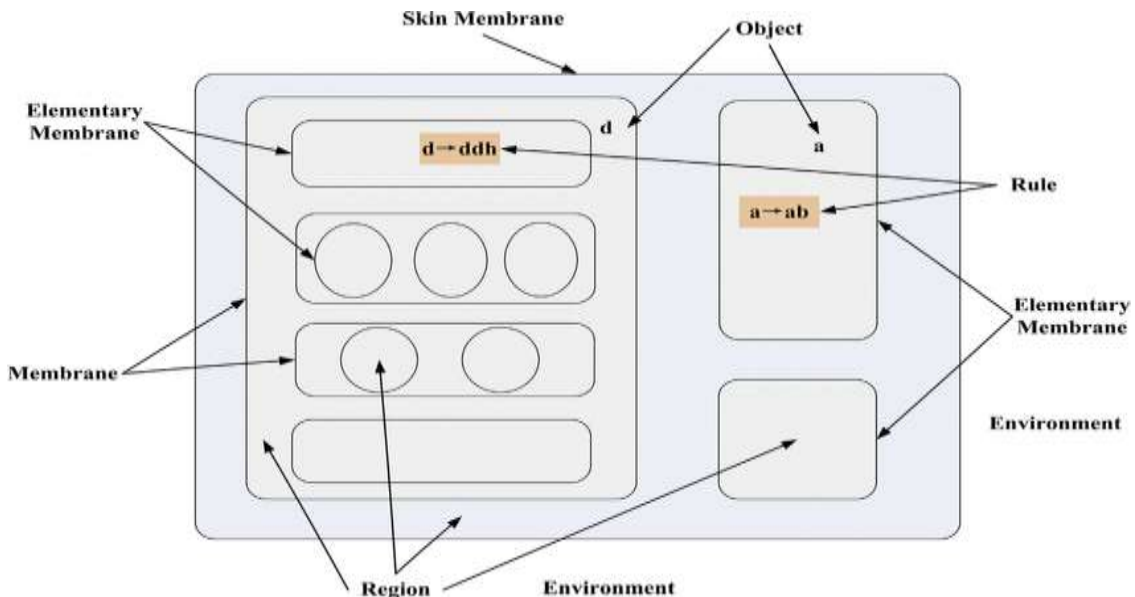 Skin Membrane
Object
Elementary
Membrane
d
d→ddh
a
Rule
a→ab
Elementary
Membrane
Membrane
Environment
Region
Environment